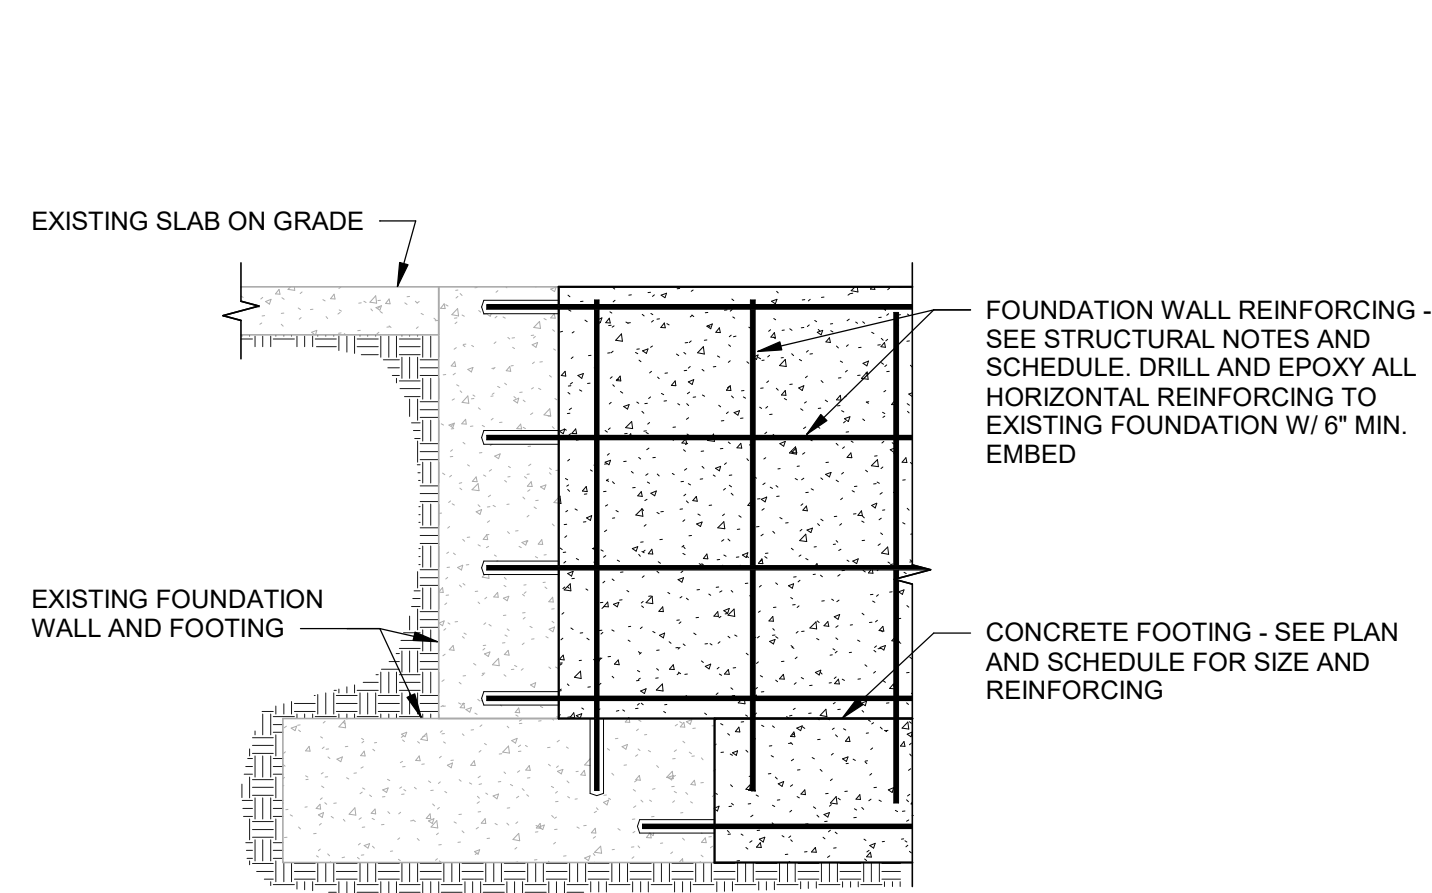 EXISTING SLAB ON GRADE
FOUNDATION WALL REINFORCING -
SEE STRUCTURAL NOTES AND
SCHEDULE. DRILL AND EPOXY ALL
HORIZONTAL REINFORCING TO
EXISTING FOUNDATION W/ 6" MIN.
EMBED
EXISTING FOUNDATION
WALL AND FOOTING
CONCRETE FOOTING - SEE PLAN
AND SCHEDULE FOR SIZE AND
REINFORCING